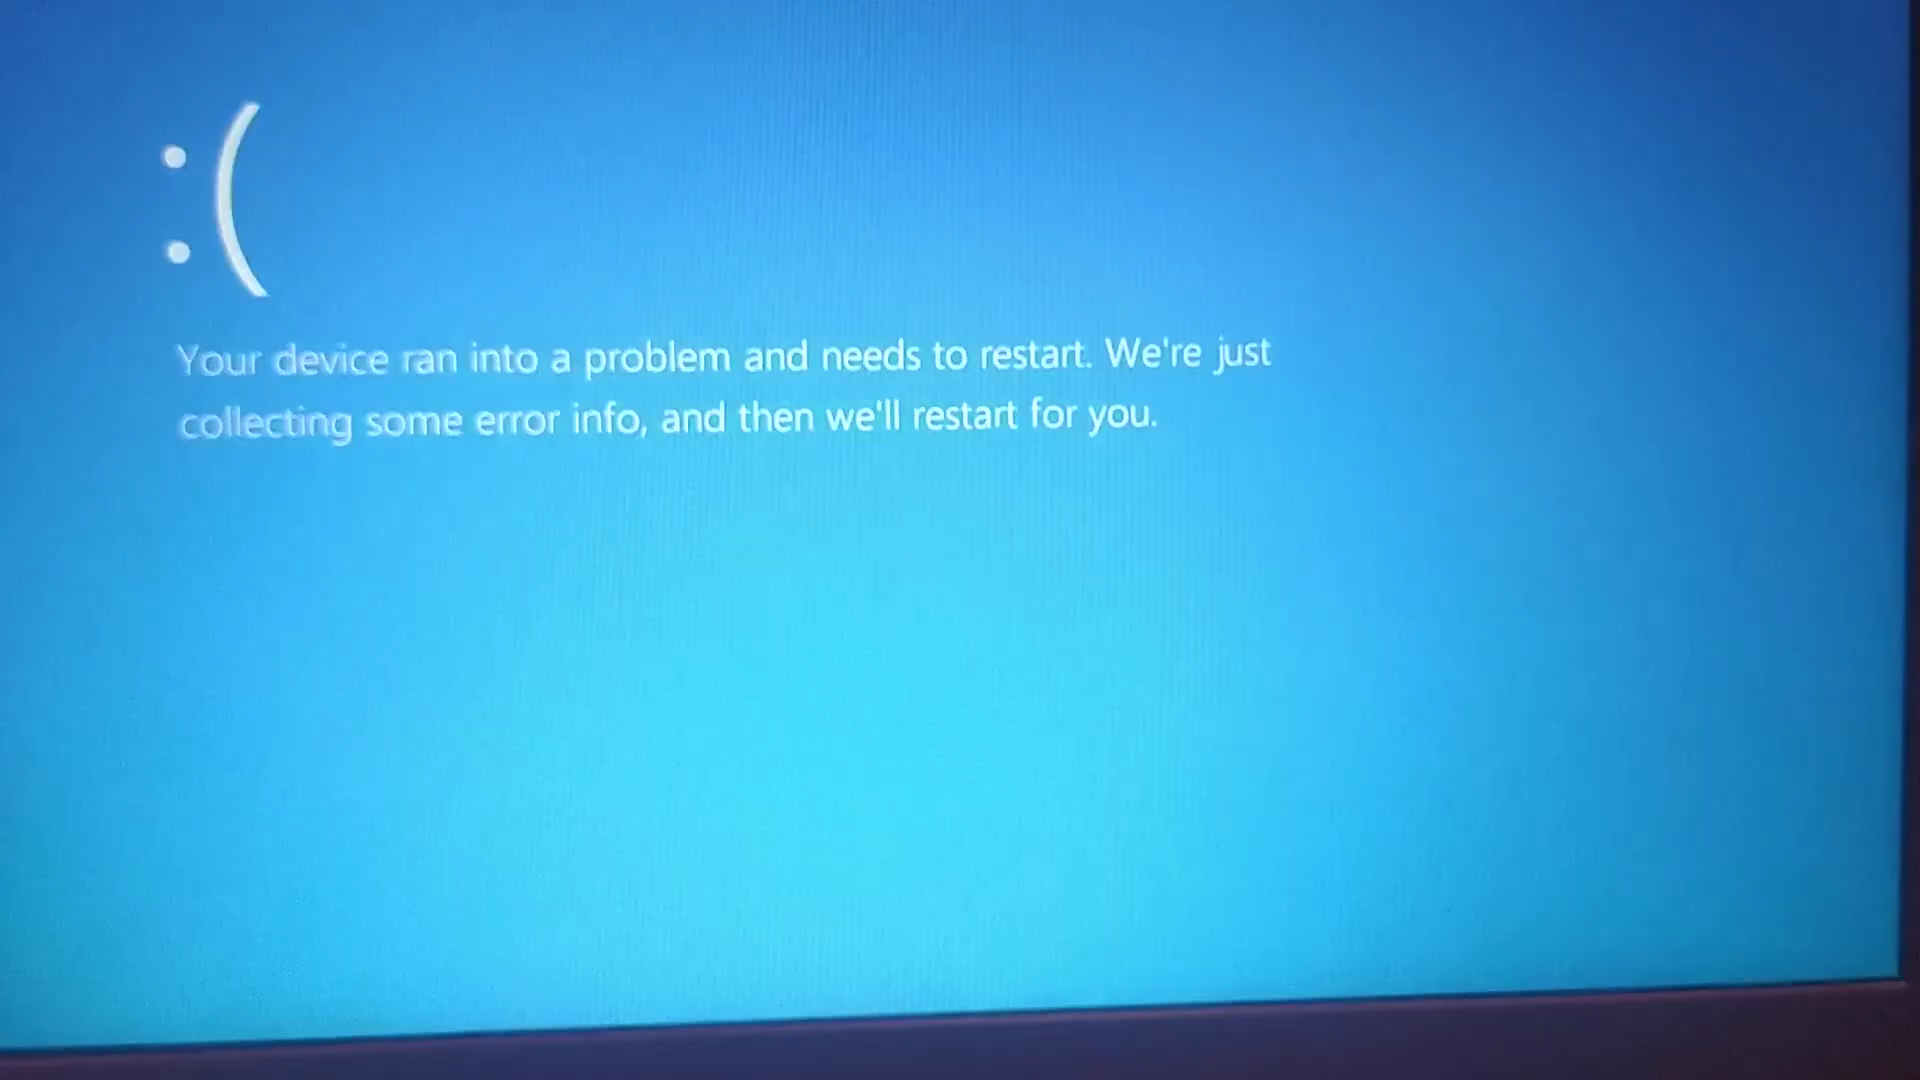 :(
Your device ran into a problem and needs to restart. We're just
collecting some error info, and then we'll restart for you.